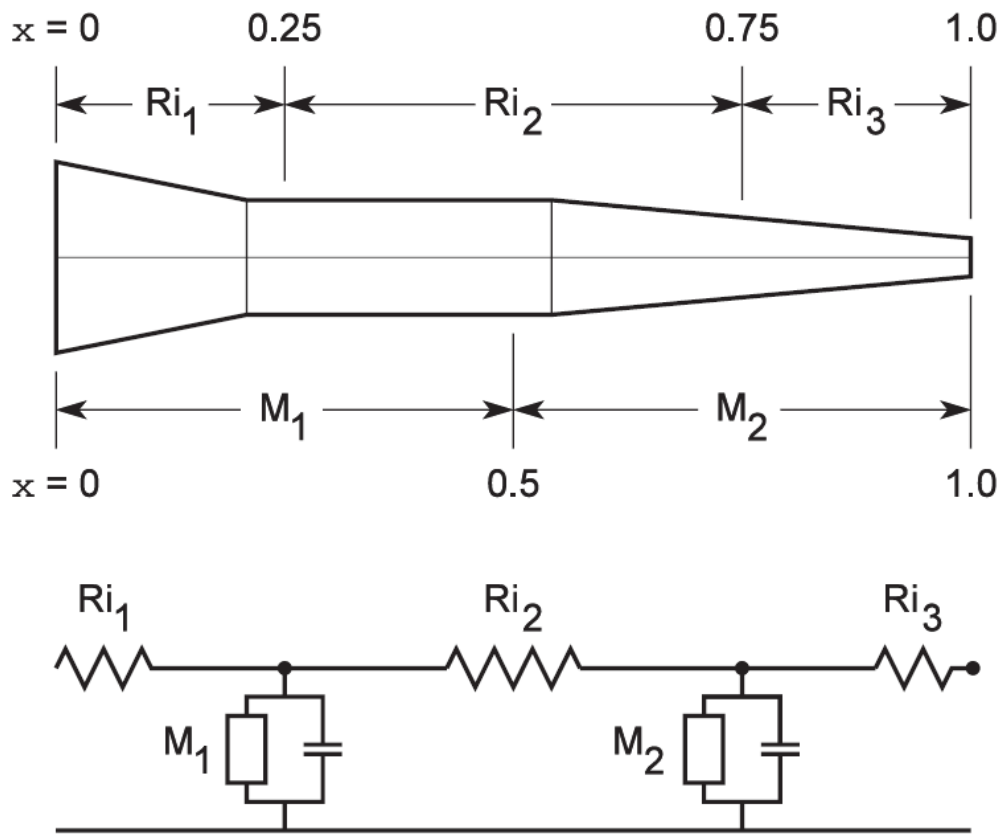 x = 0 0.25 0.75 1.0
Ri₁ Ri₂ Ri₃
M₁ M₂
x = 0 0.5 1.0
Ri₁ Ri₂ Ri₃
M₁ M₂